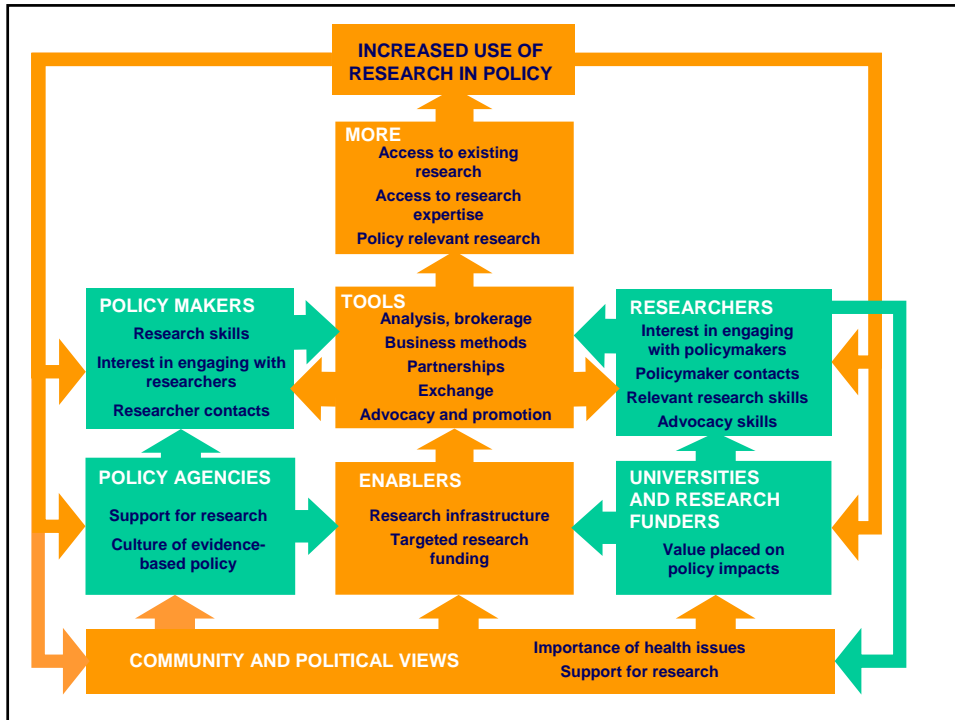 INCREASED USE OF
RESEARCH IN POLICY
MORE
Access to existing
research
Access to research
expertise
Policy relevant research
POLICY MAKERS
Research skills
Interest in engaging with
researchers
Researcher contacts
TOOLS
Analysis, brokerage
Business methods
Partnerships
Exchange
Advocacy and promotion
RESEARCHERS
Interest in engaging
with policymakers
Policymaker contacts
Relevant research skills
Advocacy skills
POLICY AGENCIES
Support for research
Culture of evidence-
based policy
ENABLERS
Research infrastructure
Targeted research
funding
UNIVERSITIES
AND RESEARCH
FUNDERS
Value placed on
policy impacts
COMMUNITY AND POLITICAL VIEWS
Importance of health issues
Support for research